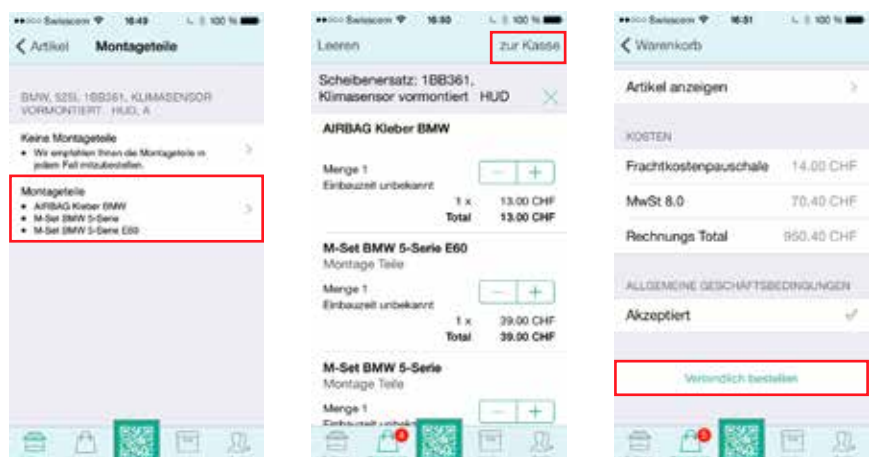 Swisscom 16:49 100 %
Artikel Montageteile
BMW, 525i, 1BB361, KLIMASENSOR
VORMONTIERT HUD, A
Keine Montageteile
• Wir empfehlen Ihnen die Montageteile in
jedem Fall mitzubestellen.
Montageteile
• AIRBAG Kleber BMW
• M-Set BMW 5-Serie
• M-Set BMW 5-Serie E60
Swisscom 16:50 100 %
Leeren zur Kasse
Scheibenersatz: 1BB361,
Klimasensor vormontiert HUD
AIRBAG Kleber BMW
Menge 1
Einbauzeit unbekannt
1 x 13.00 CHF
Total 13.00 CHF
M-Set BMW 5-Serie E60
Montage Teile
Menge 1
Einbauzeit unbekannt
1 x 39.00 CHF
Total 39.00 CHF
M-Set BMW 5-Serie
Montage Teile
Menge 1
Einbauzeit unbekannt
Swisscom 16:51 100 %
Warenkorb
Artikel anzeigen
KOSTEN
Frachtkostenpauschale 14.00 CHF
MwSt 8.0 70.40 CHF
Rechnungs Total 950.40 CHF
ALLGEMEINE GESCHÄFTSBEDINGUNGEN
Akzeptiert
Verbindlich bestellen